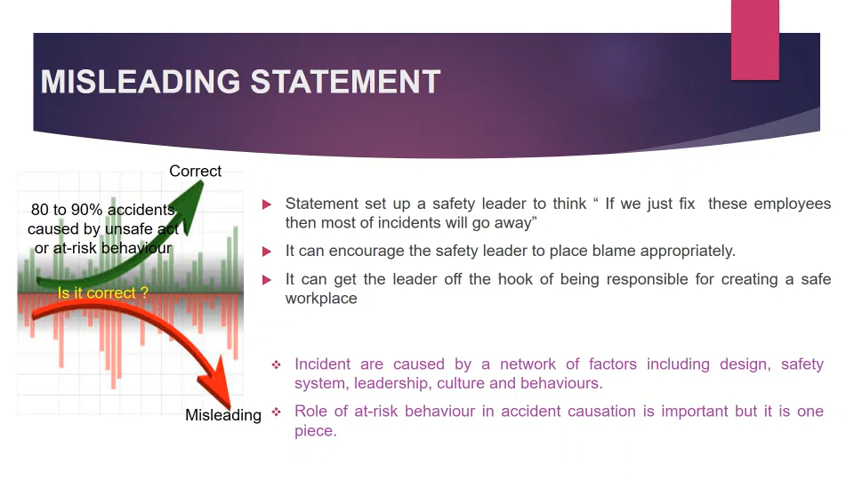 MISLEADING STATEMENT
Correct
80 to 90% accidents
caused by unsafe act
or at-risk behaviour
Is it correct ?
Misleading
Statement set up a safety leader to think “ If we just fix these employees
then most of incidents will go away”
It can encourage the safety leader to place blame appropriately.
It can get the leader off the hook of being responsible for creating a safe
workplace
Incident are caused by a network of factors including design, safety
system, leadership, culture and behaviours.
Role of at-risk behaviour in accident causation is important but it is one
piece.